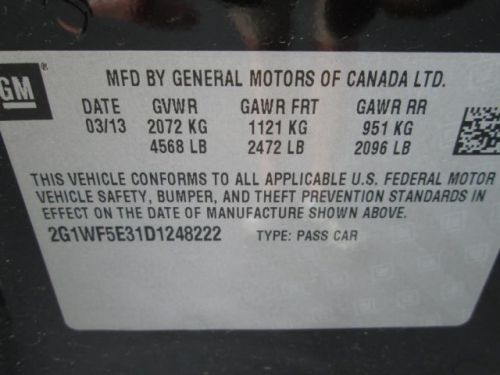 GM ®
MFD BY GENERAL MOTORS OF CANADA LTD.
DATE GVWR GAWR FRT GAWR RR
03/13 2072 KG 1121 KG 951 KG
4568 LB 2472 LB 2096 LB
THIS VEHICLE CONFORMS TO ALL APPLICABLE U.S. FEDERAL MOTOR
VEHICLE SAFETY, BUMPER, AND THEFT PREVENTION STANDARDS IN
EFFECT ON THE DATE OF MANUFACTURE SHOWN ABOVE.
2G1WF5E31D1248222 TYPE: PASS CAR